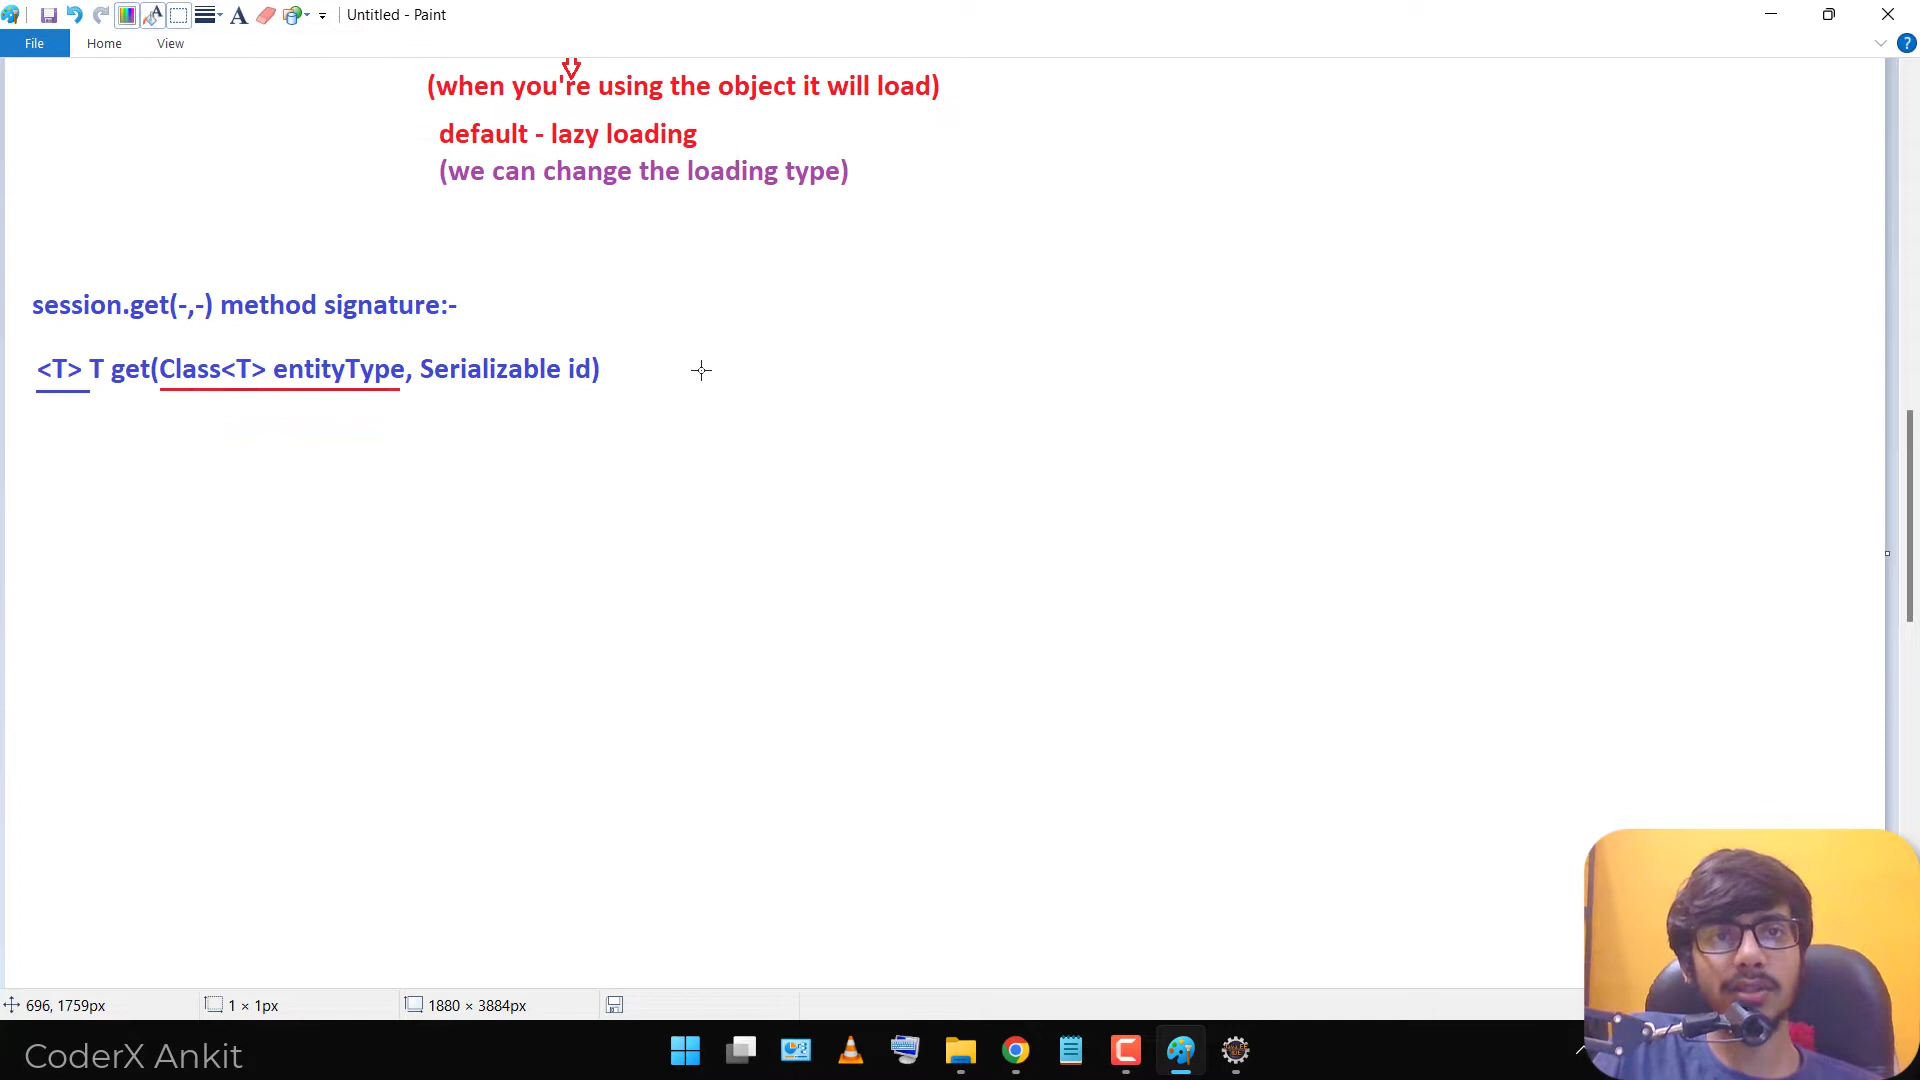 Untitled - Paint
File Home View
(when you're using the object it will load)
default - lazy loading
(we can change the loading type)
session.get(-,-) method signature:-
<T> T get(Class<T> entityType, Serializable id)
696, 1759px 1 × 1px 1880 × 3884px
CoderX Ankit